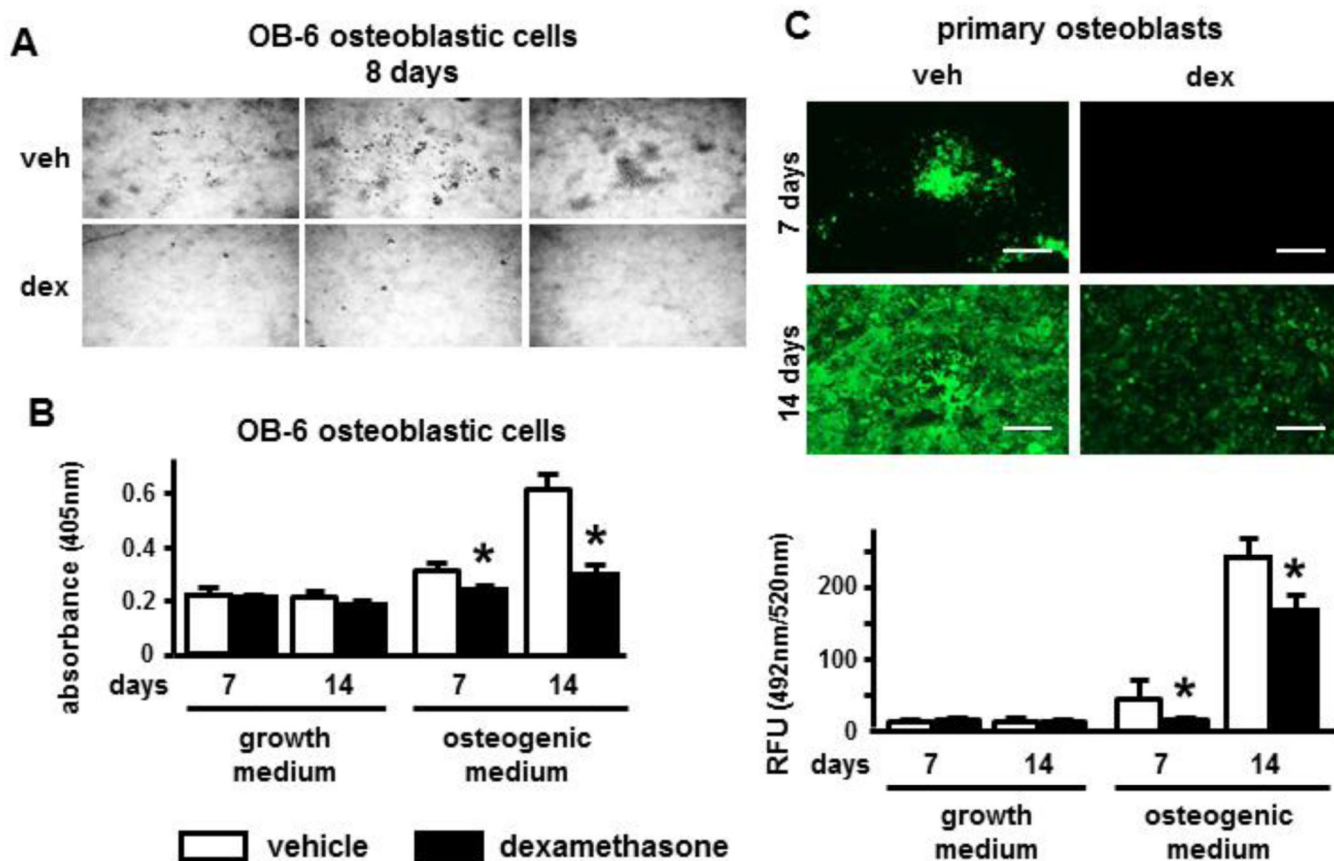 A
OB-6 osteoblastic cells
8 days
veh
dex
B
OB-6 osteoblastic cells
absorbance (405nm)
0.6
0.4
0.2
0
*
*
days 7 14 7 14
growth medium
osteogenic medium
vehicle
dexamethasone
C
primary osteoblasts
veh dex
7 days
14 days
RFU (492nm/520nm)
200
100
0
*
*
days 7 14 7 14
growth medium
osteogenic medium